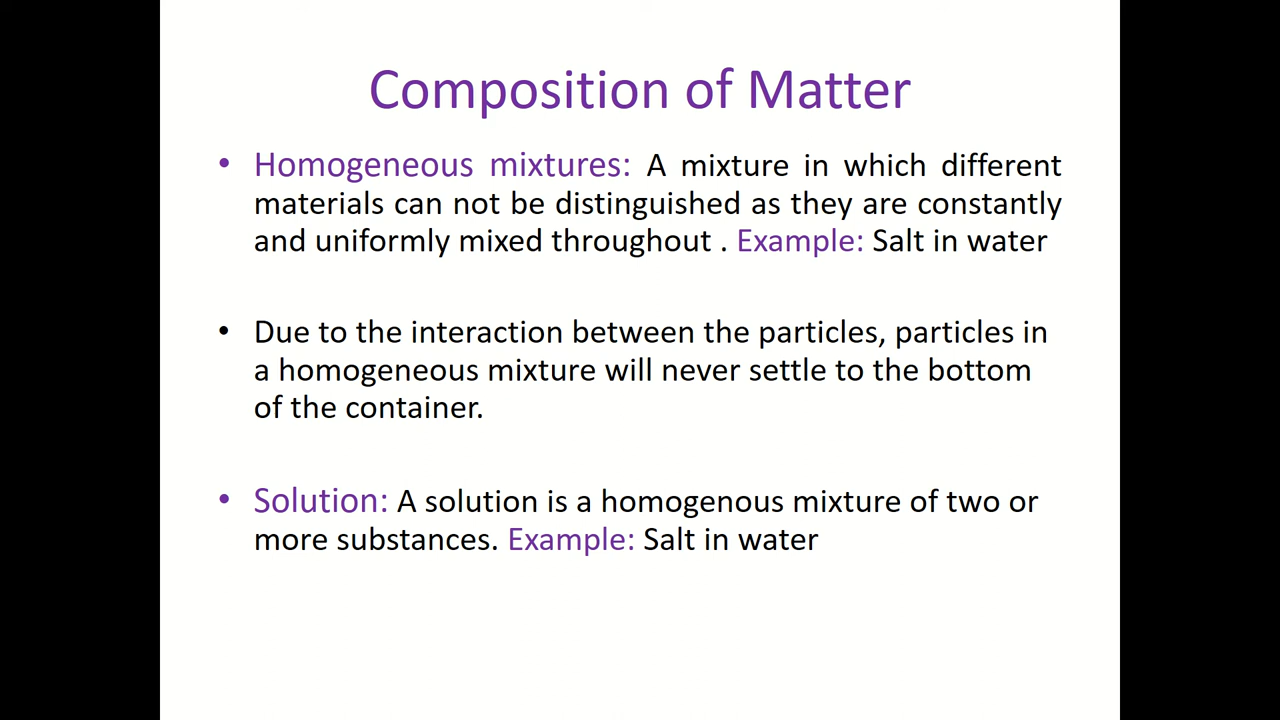 Composition of Matter
• Homogeneous mixtures: A mixture in which different
materials can not be distinguished as they are constantly
and uniformly mixed throughout . Example: Salt in water
• Due to the interaction between the particles, particles in
a homogeneous mixture will never settle to the bottom
of the container.
• Solution: A solution is a homogenous mixture of two or
more substances. Example: Salt in water